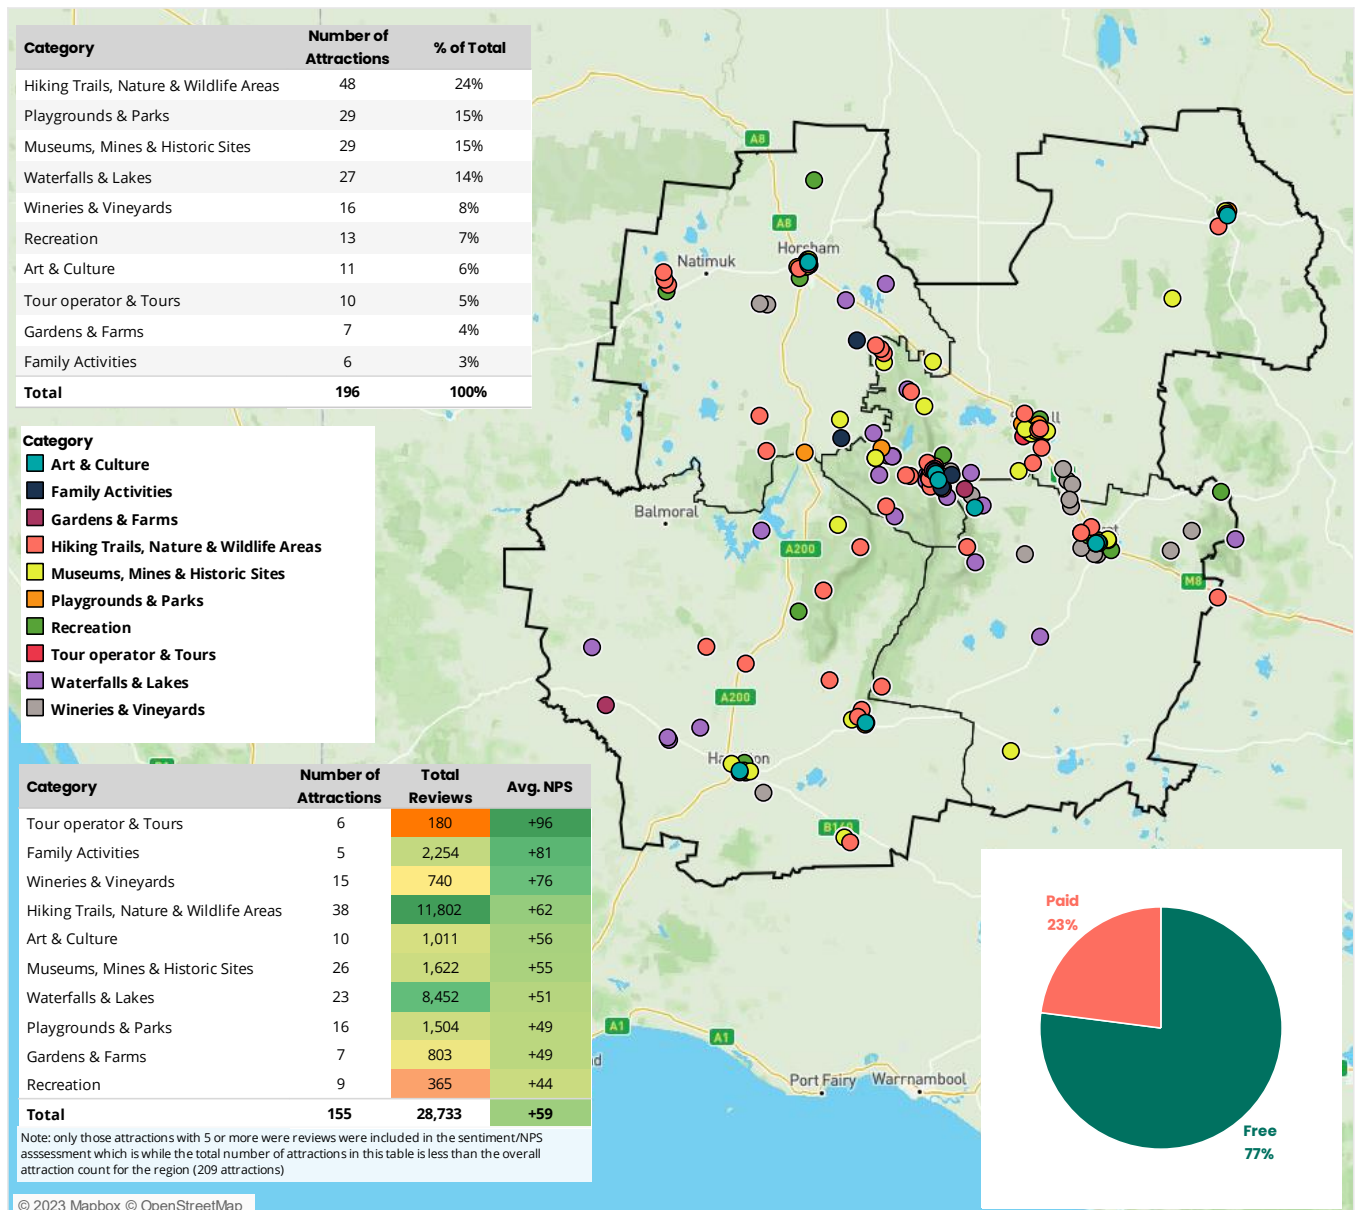 Category Number of Attractions % of Total
Hiking Trails, Nature & Wildlife Areas 48 24%
Playgrounds & Parks 29 15%
Museums, Mines & Historic Sites 29 15%
Waterfalls & Lakes 27 14%
Wineries & Vineyards 16 8%
Recreation 13 7%
Art & Culture 11 6%
Tour operator & Tours 10 5%
Gardens & Farms 7 4%
Family Activities 6 3%
Total 196 100%
Category
Art & Culture
Family Activities
Gardens & Farms
Hiking Trails, Nature & Wildlife Areas
Museums, Mines & Historic Sites
Playgrounds & Parks
Recreation
Tour operator & Tours
Waterfalls & Lakes
Wineries & Vineyards
A8
A8
Horsham
Natimuk
Balmoral
A200
M8
A200
A1
A1
Port Fairy
Warrnambool
Category Number of Attractions Total Reviews Avg. NPS
Tour operator & Tours 6 180 +96
Family Activities 5 2,254 +81
Wineries & Vineyards 15 740 +76
Hiking Trails, Nature & Wildlife Areas 38 11,802 +62
Art & Culture 10 1,011 +56
Museums, Mines & Historic Sites 26 1,622 +55
Waterfalls & Lakes 23 8,452 +51
Playgrounds & Parks 16 1,504 +49
Gardens & Farms 7 803 +49
Recreation 9 365 +44
Total 155 28,733 +59
Note: only those attractions with 5 or more were reviews were included in the sentiment/NPS
asssessment which is while the total number of attractions in this table is less than the overall
attraction count for the region (209 attractions)
Paid
23%
Free
77%
© 2023 Mapbox © OpenStreetMap